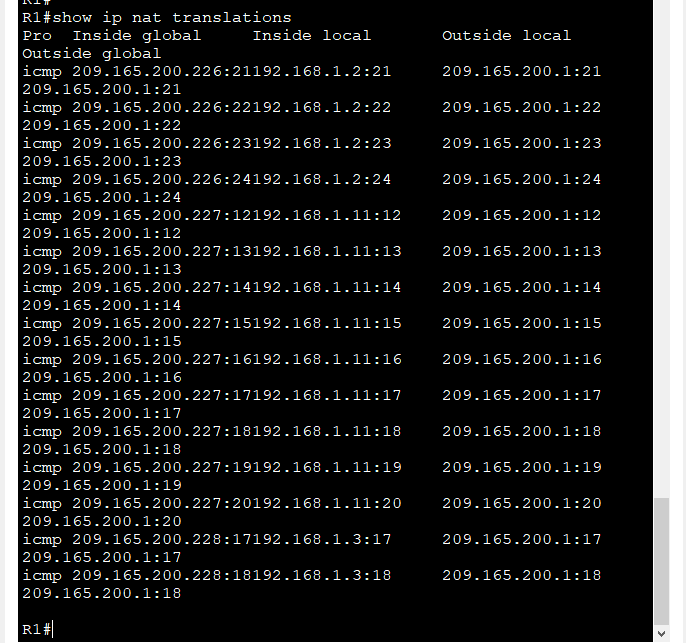 R1#show ip nat translations
Pro  Inside global     Inside local       Outside local
Outside global
icmp 209.165.200.226:21192.168.1.2:21     209.165.200.1:21
209.165.200.1:21
icmp 209.165.200.226:22192.168.1.2:22     209.165.200.1:22
209.165.200.1:22
icmp 209.165.200.226:23192.168.1.2:23     209.165.200.1:23
209.165.200.1:23
icmp 209.165.200.226:24192.168.1.2:24     209.165.200.1:24
209.165.200.1:24
icmp 209.165.200.227:12192.168.1.11:12    209.165.200.1:12
209.165.200.1:12
icmp 209.165.200.227:13192.168.1.11:13    209.165.200.1:13
209.165.200.1:13
icmp 209.165.200.227:14192.168.1.11:14    209.165.200.1:14
209.165.200.1:14
icmp 209.165.200.227:15192.168.1.11:15    209.165.200.1:15
209.165.200.1:15
icmp 209.165.200.227:16192.168.1.11:16    209.165.200.1:16
209.165.200.1:16
icmp 209.165.200.227:17192.168.1.11:17    209.165.200.1:17
209.165.200.1:17
icmp 209.165.200.227:18192.168.1.11:18    209.165.200.1:18
209.165.200.1:18
icmp 209.165.200.227:19192.168.1.11:19    209.165.200.1:19
209.165.200.1:19
icmp 209.165.200.227:20192.168.1.11:20    209.165.200.1:20
209.165.200.1:20
icmp 209.165.200.228:17192.168.1.3:17     209.165.200.1:17
209.165.200.1:17
icmp 209.165.200.228:18192.168.1.3:18     209.165.200.1:18
209.165.200.1:18
R1#